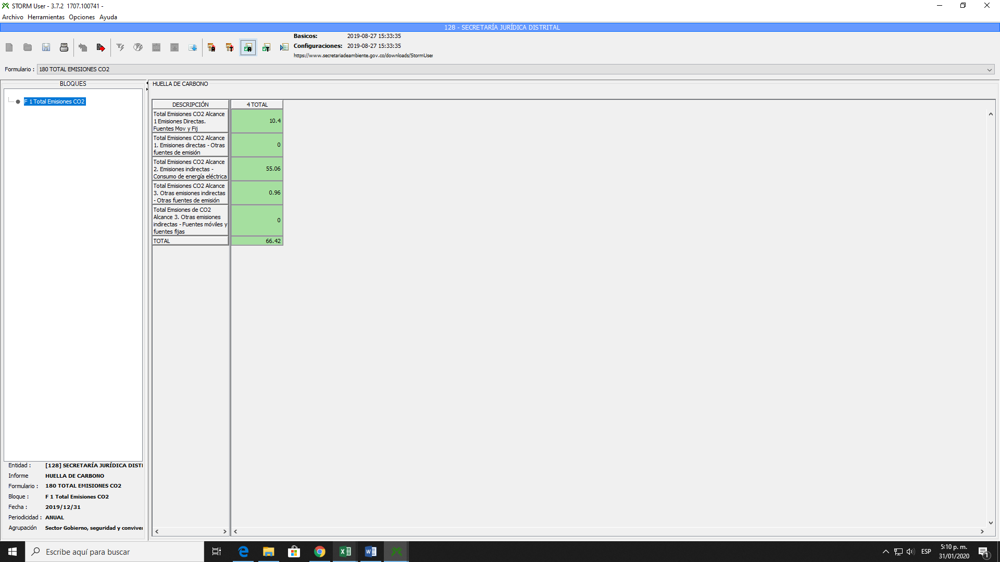 STORM User - 3.7.2  1707.100741 -
Archivo Herramientas Opciones Ayuda
128 - SECRETARÍA JURÍDICA DISTRITAL
Basicos: 2019-08-27 15:33:35
Configuraciones: 2019-08-27 15:33:35
https://www.secretariadeambiente.gov.co/downloads/StormUser
Formulario : 180 TOTAL EMISIONES CO2
BLOQUES
F 1 Total Emisiones CO2
HUELLA DE CARBONO
DESCRIPCIÓN 4 TOTAL
Total Emisiones CO2 Alcance
1 Emisiones Directas.
Fuentes Mov y Fij
10.4
Total Emisiones CO2 Alcance
1. Emisiones directas - Otras
fuentes de emisión
0
Total Emisiones CO2 Alcance
2. Emisiones indirectas -
Consumo de energía eléctrica
55.06
Total Emisiones CO2 Alcance
3. Otras emisiones indirectas
- Otras fuentes de emisión
0.96
Total Emsiones de CO2
Alcance 3. Otras emisiones
indirectas - Fuentes móviles y
fuentes fijas
0
TOTAL 66.42
Entidad : [128] SECRETARÍA JURÍDICA DISTI
Informe HUELLA DE CARBONO
Formulario : 180 TOTAL EMISIONES CO2
Bloque : F 1 Total Emisiones CO2
Fecha : 2019/12/31
Periodicidad : ANUAL
Agrupación Sector Gobierno, seguridad y conviver
Escribe aquí para buscar
ESP
5:10 p. m.
31/01/2020
1